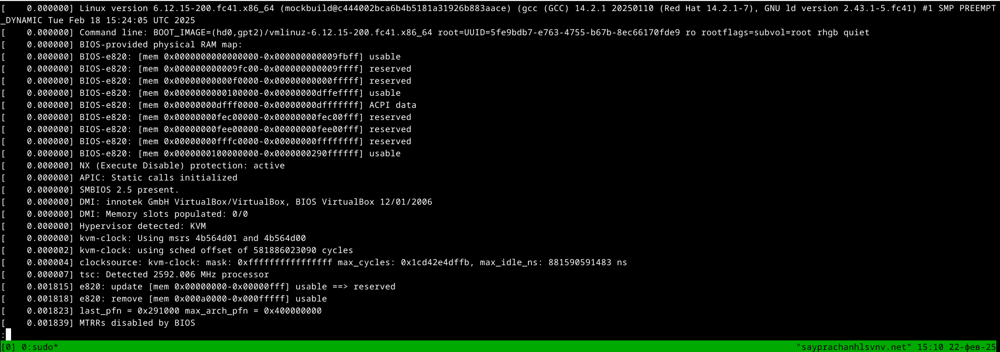 [    0.000000] Linux version 6.12.15-200.fc41.x86_64 (mockbuild@c444002bca6b4b5181a31926b883aace) (gcc (GCC) 14.2.1 20250110 (Red Hat 14.2.1-7), GNU ld version 2.43.1-5.fc41) #1 SMP PREEMPT
_DYNAMIC Tue Feb 18 15:24:05 UTC 2025
[    0.000000] Command line: BOOT_IMAGE=(hd0,gpt2)/vmlinuz-6.12.15-200.fc41.x86_64 root=UUID=5fe9bdb7-e763-4755-b67b-8ec66170fde9 ro rootflags=subvol=root rhgb quiet
[    0.000000] BIOS-provided physical RAM map:
[    0.000000] BIOS-e820: [mem 0x0000000000000000-0x000000000009fbff] usable
[    0.000000] BIOS-e820: [mem 0x000000000009fc00-0x000000000009ffff] reserved
[    0.000000] BIOS-e820: [mem 0x00000000000f0000-0x00000000000fffff] reserved
[    0.000000] BIOS-e820: [mem 0x0000000000100000-0x00000000dffeffff] usable
[    0.000000] BIOS-e820: [mem 0x00000000dfff0000-0x00000000dfffffff] ACPI data
[    0.000000] BIOS-e820: [mem 0x00000000fec00000-0x00000000fec00fff] reserved
[    0.000000] BIOS-e820: [mem 0x00000000fee00000-0x00000000fee00fff] reserved
[    0.000000] BIOS-e820: [mem 0x00000000fffc0000-0x00000000ffffffff] reserved
[    0.000000] BIOS-e820: [mem 0x0000000100000000-0x0000000290ffffff] usable
[    0.000000] NX (Execute Disable) protection: active
[    0.000000] APIC: Static calls initialized
[    0.000000] SMBIOS 2.5 present.
[    0.000000] DMI: innotek GmbH VirtualBox/VirtualBox, BIOS VirtualBox 12/01/2006
[    0.000000] DMI: Memory slots populated: 0/0
[    0.000000] Hypervisor detected: KVM
[    0.000000] kvm-clock: Using msrs 4b564d01 and 4b564d00
[    0.000002] kvm-clock: using sched offset of 581886023090 cycles
[    0.000004] clocksource: kvm-clock: mask: 0xffffffffffffffff max_cycles: 0x1cd42e4dffb, max_idle_ns: 881590591483 ns
[    0.000007] tsc: Detected 2592.006 MHz processor
[    0.001815] e820: update [mem 0x00000000-0x00000fff] usable ==> reserved
[    0.001818] e820: remove [mem 0x000a0000-0x000fffff] usable
[    0.001823] last_pfn = 0x291000 max_arch_pfn = 0x400000000
[    0.001839] MTRRs disabled by BIOS
:
[0] 0:sudo* "sayprachanhlsvnv.net" 15:10 22-фев-25